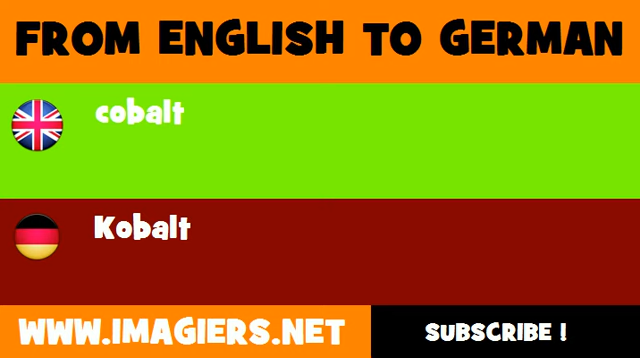 FROM ENGLISH TO GERMAN
cobalt
Kobalt
WWW.IMAGIERS.NET
SUBSCRIBE !